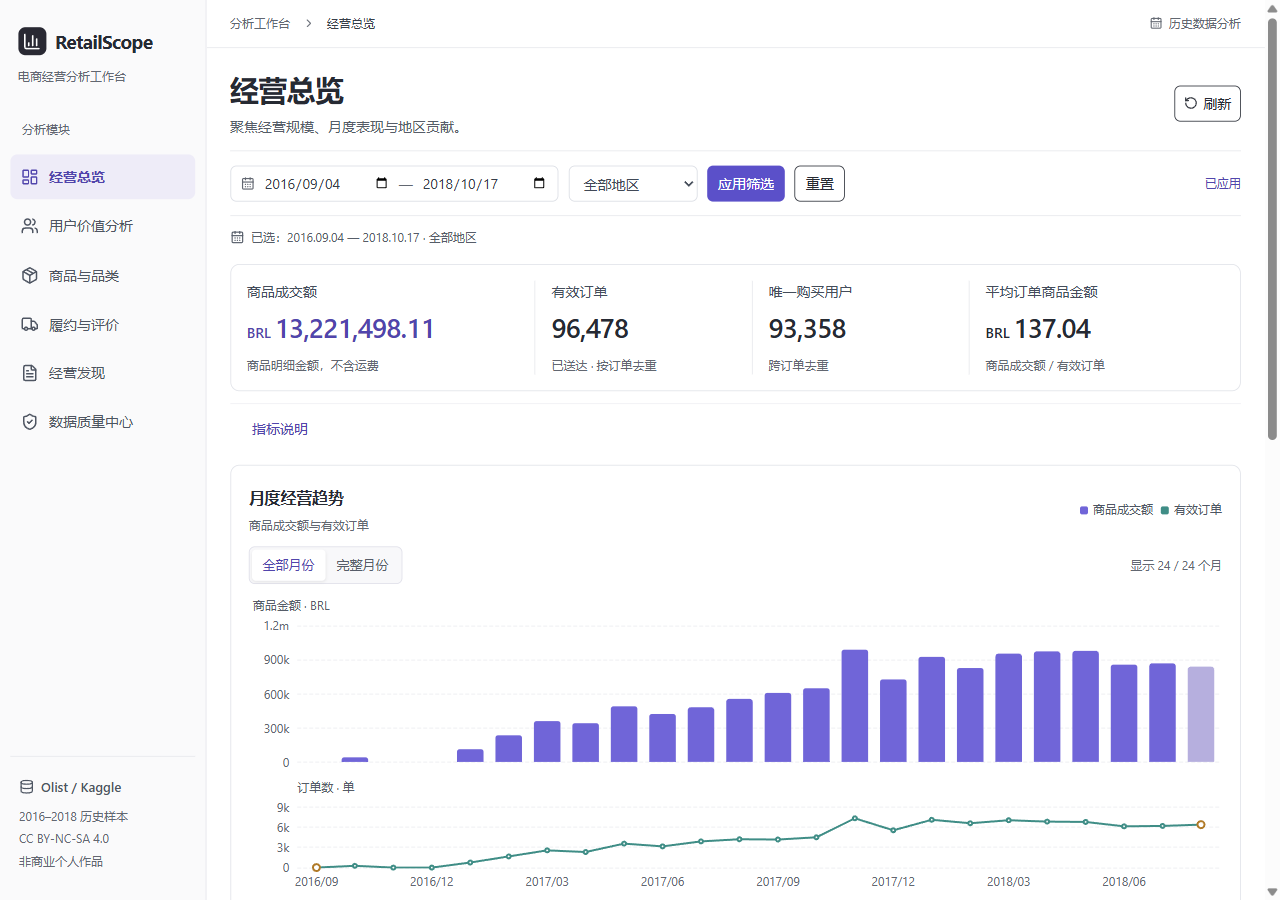 RetailScope
电商经营分析工作台
分析模块
经营总览
用户价值分析
商品与品类
履约与评价
经营发现
数据质量中心
Olist / Kaggle
2016–2018 历史样本
CC BY-NC-SA 4.0
非商业个人作品
分析工作台 > 经营总览
历史数据分析
经营总览
聚焦经营规模、月度表现与地区贡献。
刷新
2016/09/04 — 2018/10/17 全部地区 应用筛选 重置 已应用
已选：2016.09.04 — 2018.10.17 · 全部地区
商品成交额
BRL 13,221,498.11
商品明细金额，不含运费
有效订单
96,478
已送达 · 按订单去重
唯一购买用户
93,358
跨订单去重
平均订单商品金额
BRL 137.04
商品成交额 / 有效订单
指标说明
月度经营趋势
商品成交额与有效订单
商品成交额 有效订单
全部月份 完整月份
显示 24 / 24 个月
商品金额 · BRL
1.2m
900k
600k
300k
0
订单数 · 单
9k
6k
3k
0
2016/09 2016/12 2017/03 2017/06 2017/09 2017/12 2018/03 2018/06